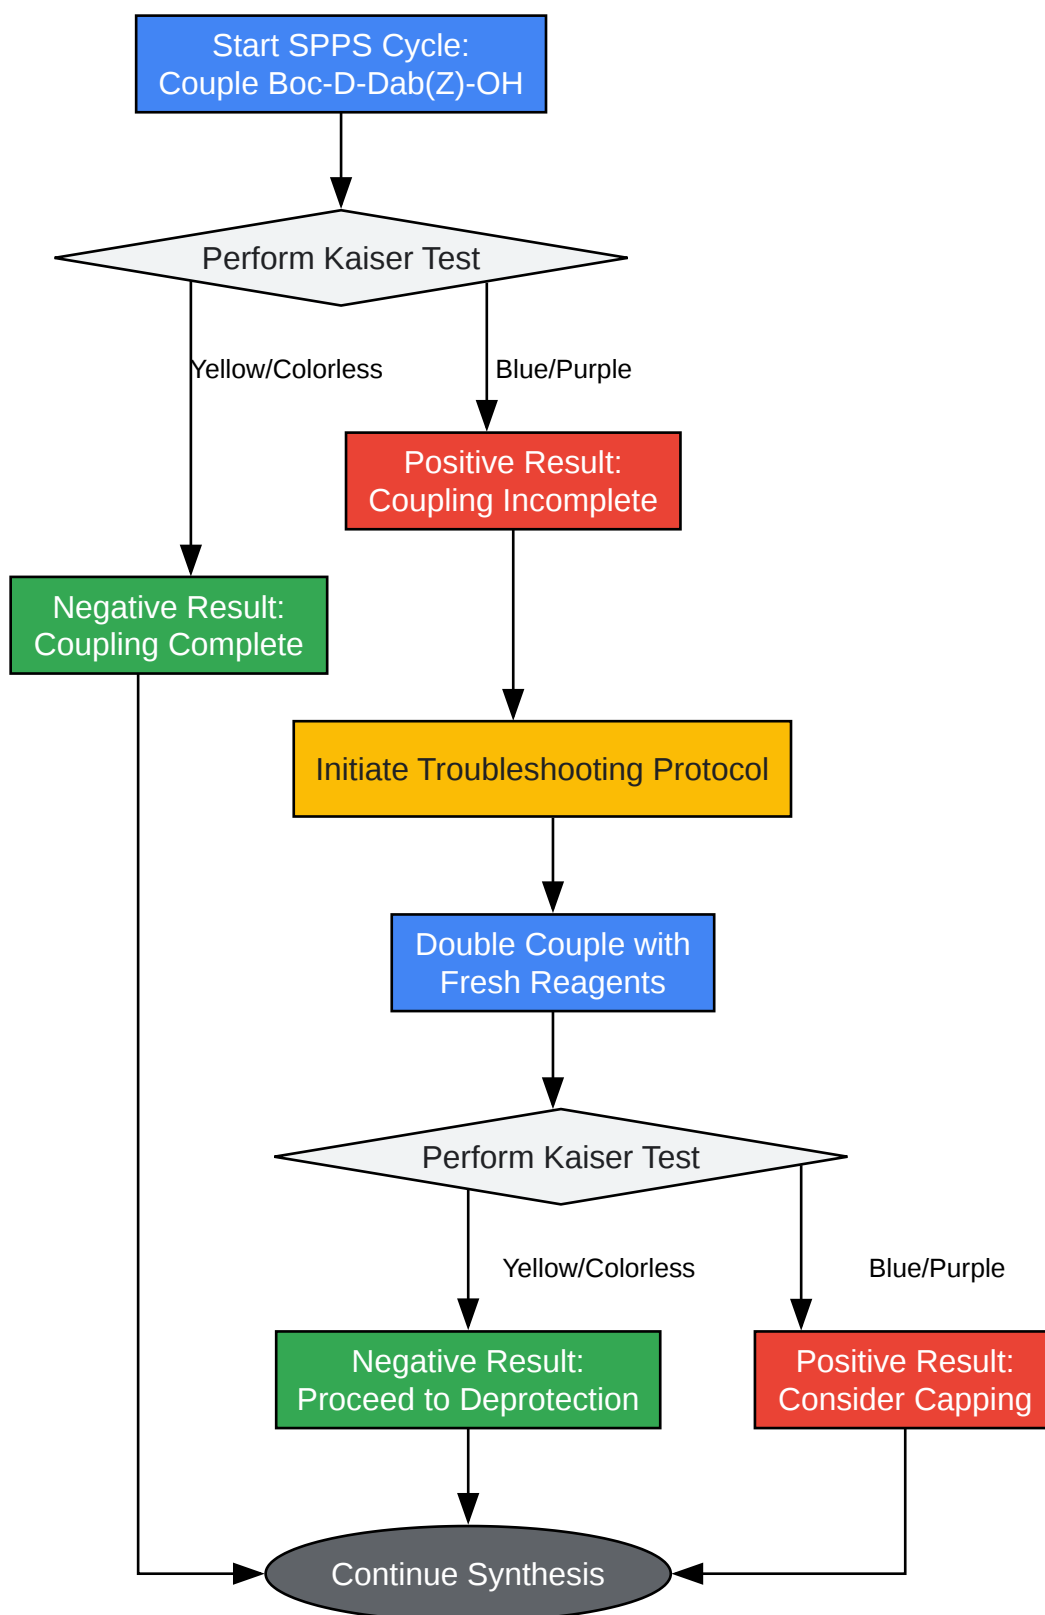 Start SPPS Cycle:
Couple Boc-D-Dab(Z)-OH
Perform Kaiser Test
Yellow/Colorless
Blue/Purple
Positive Result:
Coupling Incomplete
Negative Result:
Coupling Complete
Initiate Troubleshooting Protocol
Double Couple with
Fresh Reagents
Perform Kaiser Test
Yellow/Colorless
Blue/Purple
Negative Result:
Proceed to Deprotection
Positive Result:
Consider Capping
Continue Synthesis